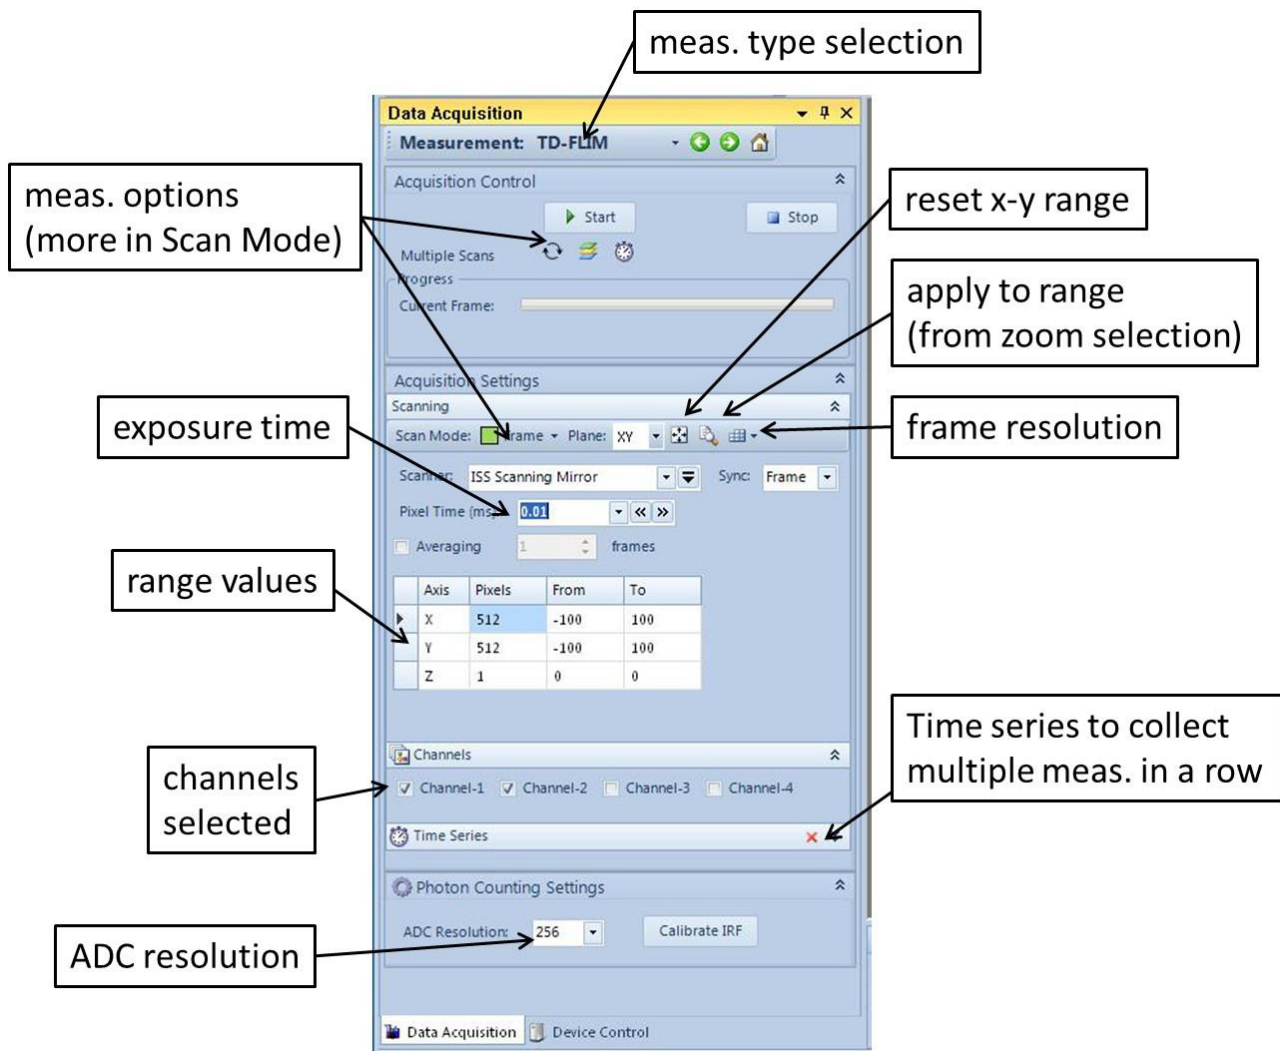 meas. type selection
Data Acquisition
Measurement: TD-FLIM
Acquisition Control
Start
Stop
meas. options
(more in Scan Mode)
reset x-y range
Multiple Scans
Progress
Current Frame:
apply to range
(from zoom selection)
Acquisition Settings
Scanning
exposure time
Scan Mode: Frame Plane: XY
frame resolution
Scanner: ISS Scanning Mirror Sync: Frame
Pixel Time (ms) 0.01
Averaging 1 frames
range values
Axis Pixels From To
X 512 -100 100
Y 512 -100 100
Z 1 0 0
Time series to collect
multiple meas. in a row
Channels
channels
selected
Channel-1 Channel-2 Channel-3 Channel-4
Time Series
Photon Counting Settings
ADC Resolution: 256 Calibrate IRF
ADC resolution
Data Acquisition Device Control